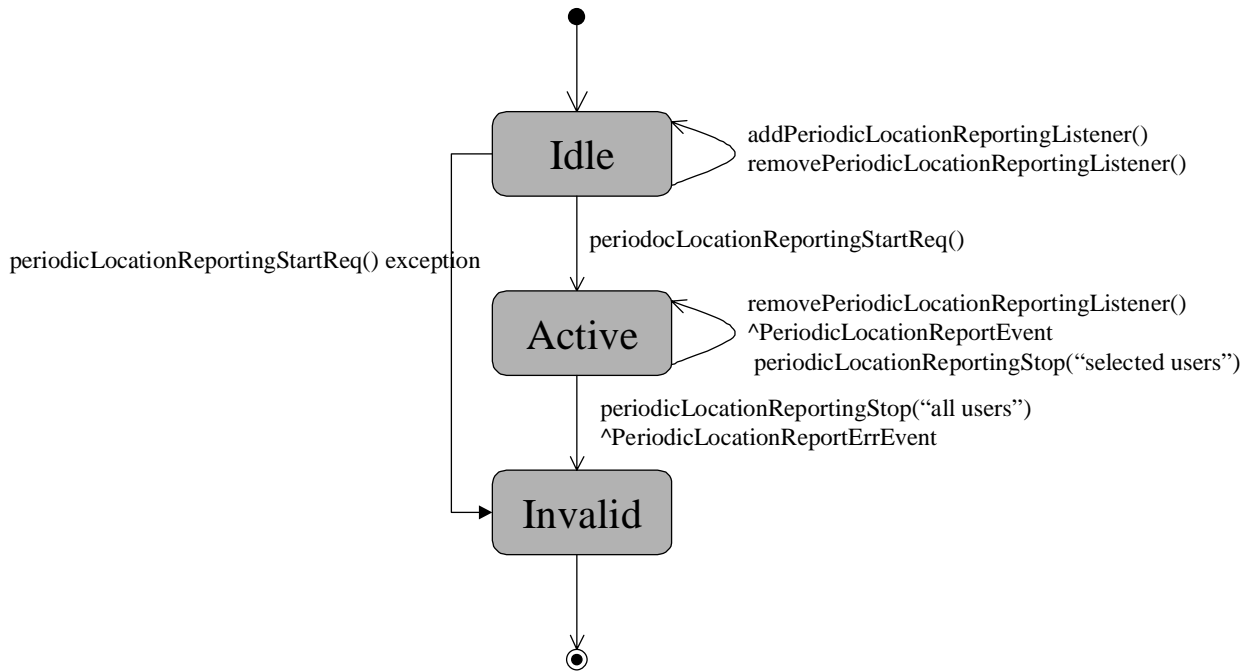 addPeriodicLocationReportingListener()
Idle
removePeriodicLocationReportingListener()
periodocLocationReportingStartReq()
periodicLocationReportingStartReq() exception
removePeriodicLocationReportingListener()
Active
^PeriodicLocationReportEvent
periodicLocationReportingStop(“selected users”)
periodicLocationReportingStop(“all users”)
^PeriodicLocationReportErrEvent
Invalid